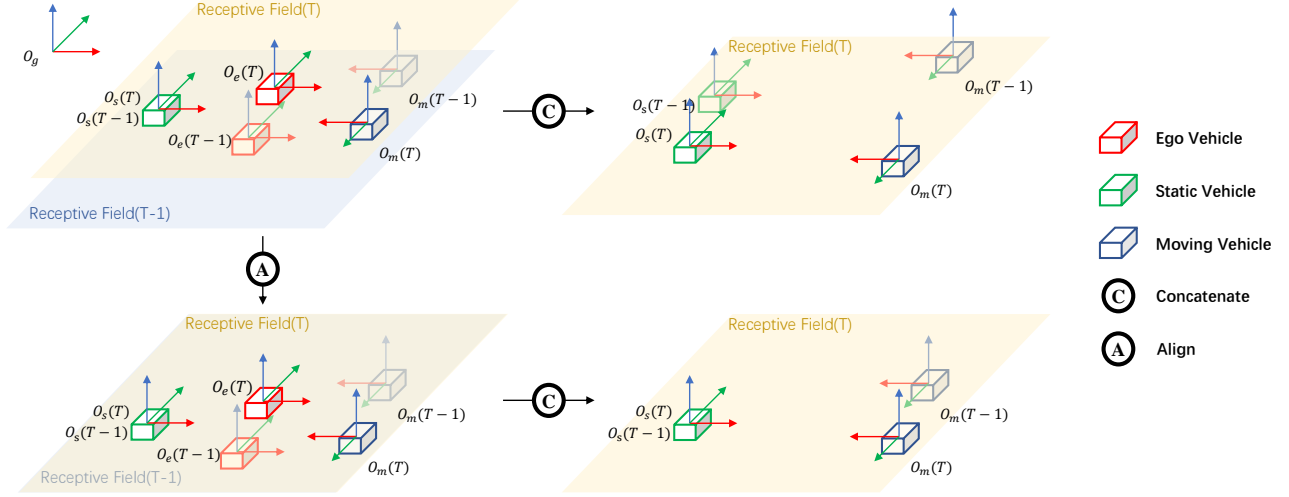 Receptive Field(T)
O_g
O_e(T)
O_s(T)
O_s(T − 1)
O_m(T − 1)
O_e(T − 1)
O_m(T)
Receptive Field(T-1)
C
Receptive Field(T)
O_m(T − 1)
O_s(T − 1)
O_s(T)
O_m(T)
A
Receptive Field(T)
O_e(T)
O_s(T)
O_s(T − 1)
O_m(T − 1)
O_e(T − 1)
O_m(T)
Receptive Field(T-1)
C
Receptive Field(T)
O_s(T)
O_s(T − 1)
O_m(T − 1)
O_m(T)
Ego Vehicle
Static Vehicle
Moving Vehicle
C Concatenate
A Align